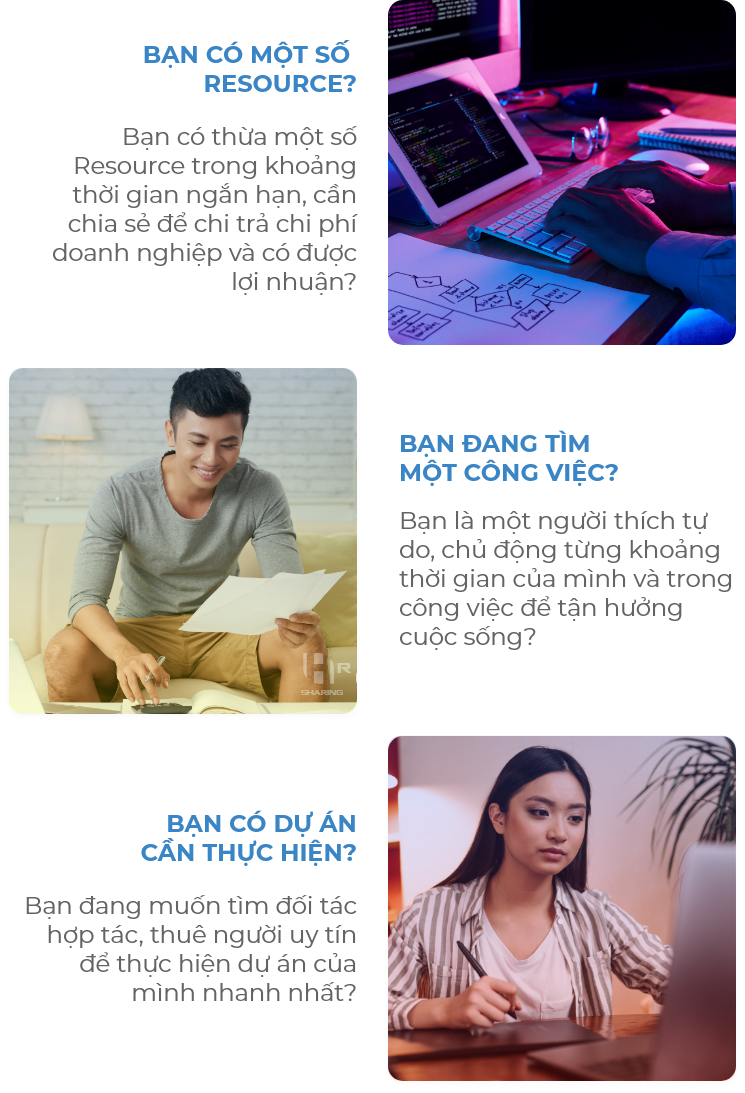 BẠN CÓ MỘT SỐ
RESOURCE?
Bạn có thừa một số
Resource trong khoảng
thời gian ngắn hạn, cần
chia sẻ để chi trả chi phí
doanh nghiệp và có được
lợi nhuận?
BẠN ĐANG TÌM
MỘT CÔNG VIỆC?
Bạn là một người thích tự
do, chủ động từng khoảng
thời gian của mình và trong
công việc để tận hưởng
cuộc sống?
HR
SHARING
BẠN CÓ DỰ ÁN
CẦN THỰC HIỆN?
Bạn đang muốn tìm đối tác
hợp tác, thuê người uy tín
để thực hiện dự án của
mình nhanh nhất?